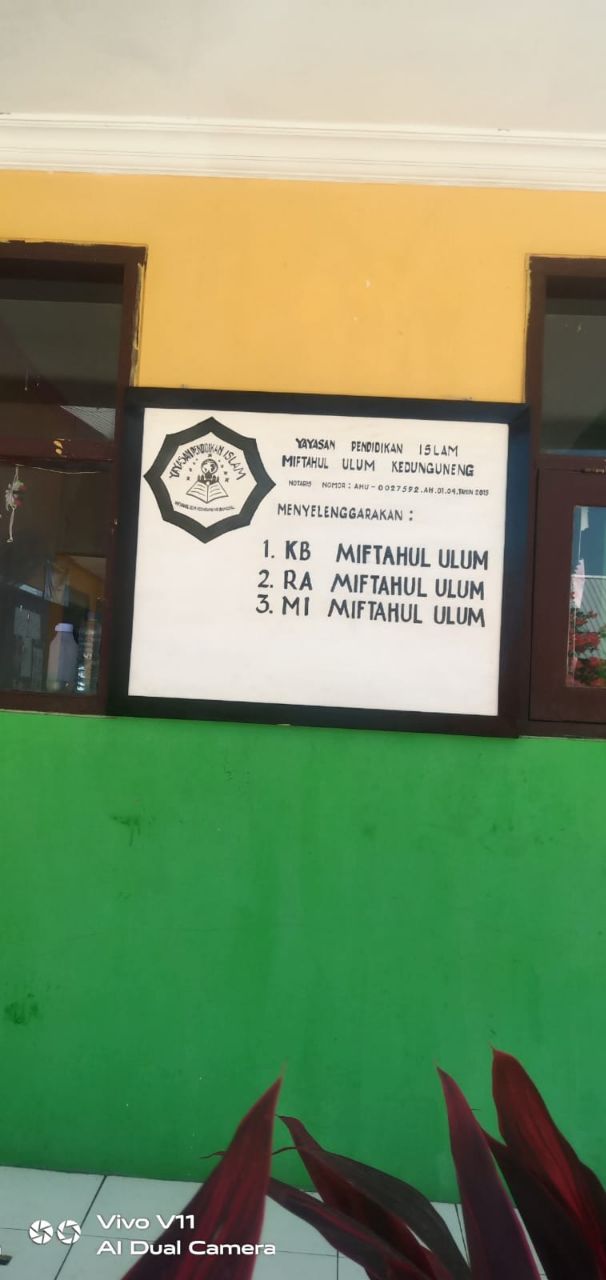 YAYASAN PENDIDIKAN ISLAM
YAYASAN PENDIDIKAN ISLAM
MIFTAHUL ULUM KEDUNGUNENG
NOTARIS NOMOR : AHU - 0027592.AH.01.04.TAHUN 2015
MENYELENGGARAKAN :
1. KB MIFTAHUL ULUM
2. RA MIFTAHUL ULUM
3. MI MIFTAHUL ULUM
Vivo V11
AI Dual Camera